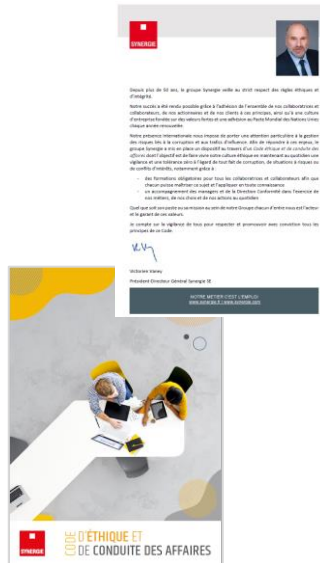 SYNERGIE
Depuis plus de 50 ans, le groupe Synergie veille au strict respect des règles éthiques et
d'intégrité.
Notre succès a été rendu possible grâce à l'adhésion de l'ensemble de nos collaboratrices et
collaborateurs, de nos actionnaires et de nos clients à ces principes, ainsi qu'à une culture
d'entreprise fondée sur des valeurs fortes et une adhésion au Pacte Mondial des Nations Unies
chaque année renouvelée.
Notre présence internationale nous impose de porter une attention particulière à la gestion
des risques liés à la corruption et aux trafics d'influence. Afin de répondre à ces enjeux, le
groupe Synergie a mis en place un dispositif au travers d'un Code éthique et de conduite des
affaires dont l'objectif est de faire vivre notre culture éthique en maintenant au quotidien une
vigilance et une tolérance zéro à l'égard de tout fait de corruption, de situations à risques ou
de conflits d'intérêts, notamment grâce à :
- des formations obligatoires pour tous les collaboratrices et collaborateurs afin que
chacun puisse maîtriser ce sujet et l'appliquer en toute connaissance
- un accompagnement des managers et de la Direction Conformité dans l'exercice de
nos métiers, de nos choix et de nos actions au quotidien
Quel que soit son poste ou sa mission au sein de notre Groupe chacun d'entre nous est l'acteur
et le garant de ces valeurs.
Je compte sur la vigilance de tous pour respecter et promouvoir avec conviction tous les
principes de ce Code.
Victorien Vaney
Président-Directeur Général Synergie SE
NOTRE MÉTIER C'EST L'EMPLOI
www.synergie.fr | www.synergie.com
SYNERGIE
CODE D'ÉTHIQUE ET
DE CONDUITE DES AFFAIRES